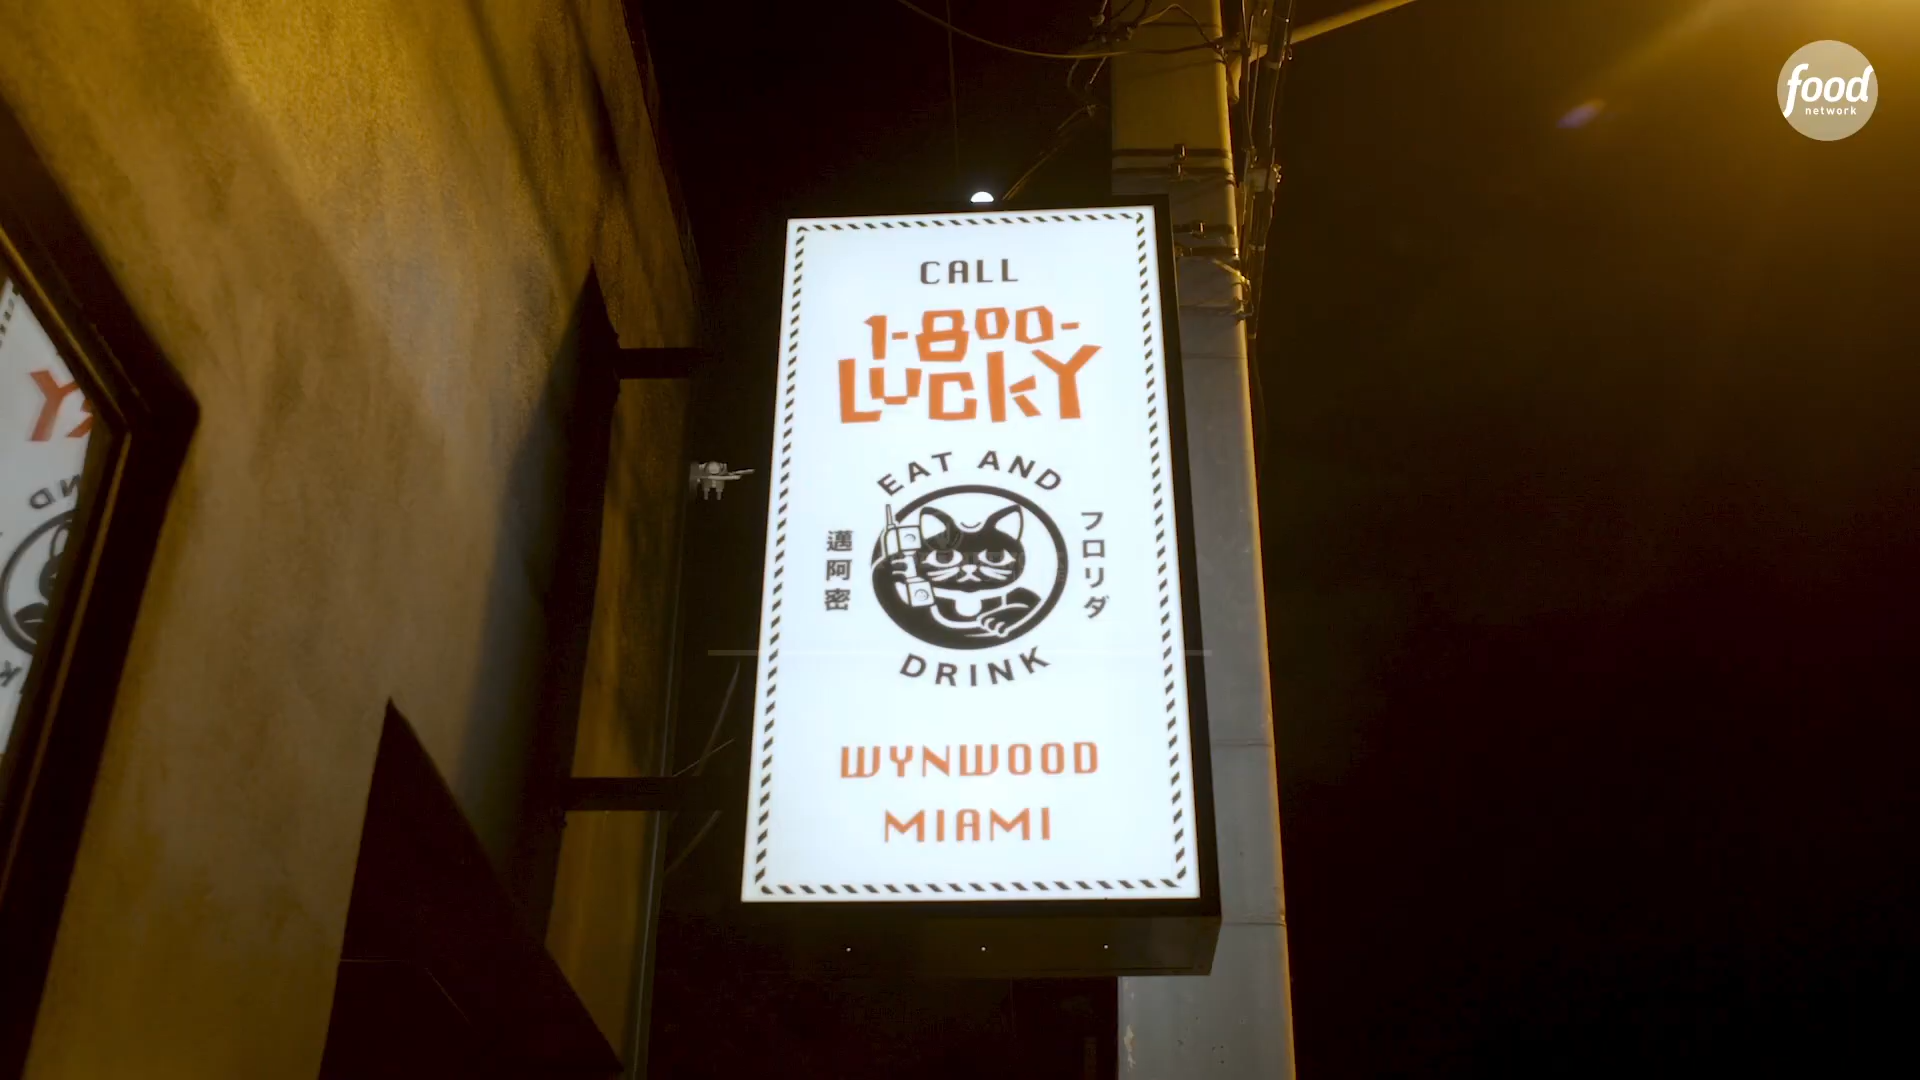 food
network
CALL
1-800-
LUCKY
EAT AND
邁阿密
フロリダ
DRINK
WYNWOOD
MIAMI